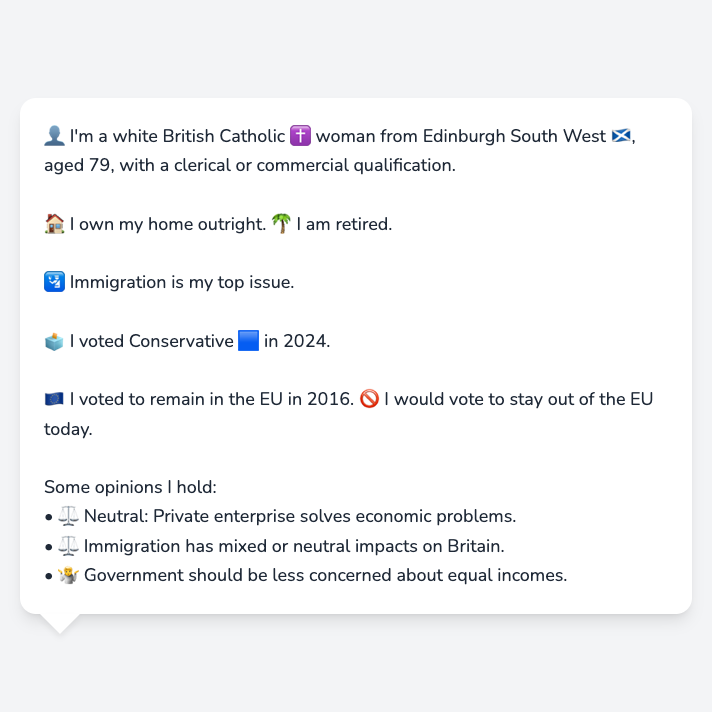 👤 I'm a white British Catholic ✝️ woman from Edinburgh South West 🏴󠁧󠁢󠁳󠁣󠁴󠁿,
aged 79, with a clerical or commercial qualification.
🏠 I own my home outright. 🌴 I am retired.
🛂 Immigration is my top issue.
🗳️ I voted Conservative 🟦 in 2024.
🇪🇺 I voted to remain in the EU in 2016. 🚫 I would vote to stay out of the EU
today.
Some opinions I hold:
• ⚖️ Neutral: Private enterprise solves economic problems.
• ⚖️ Immigration has mixed or neutral impacts on Britain.
• 🤷 Government should be less concerned about equal incomes.